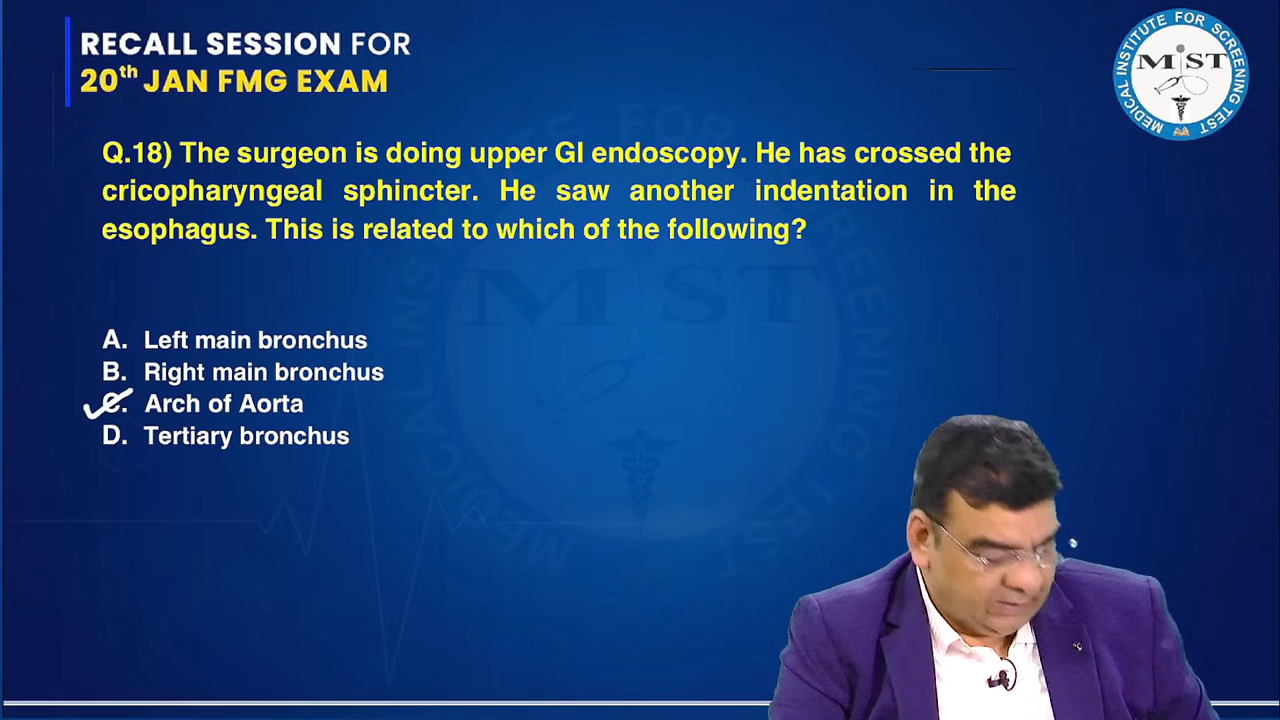 RECALL SESSION FOR
20th JAN FMG EXAM
MEDICAL INSTITUTE FOR SCREENING TEST
MIST
Q.18) The surgeon is doing upper GI endoscopy. He has crossed the
cricopharyngeal sphincter. He saw another indentation in the
esophagus. This is related to which of the following?
A. Left main bronchus
B. Right main bronchus
C. Arch of Aorta
D. Tertiary bronchus